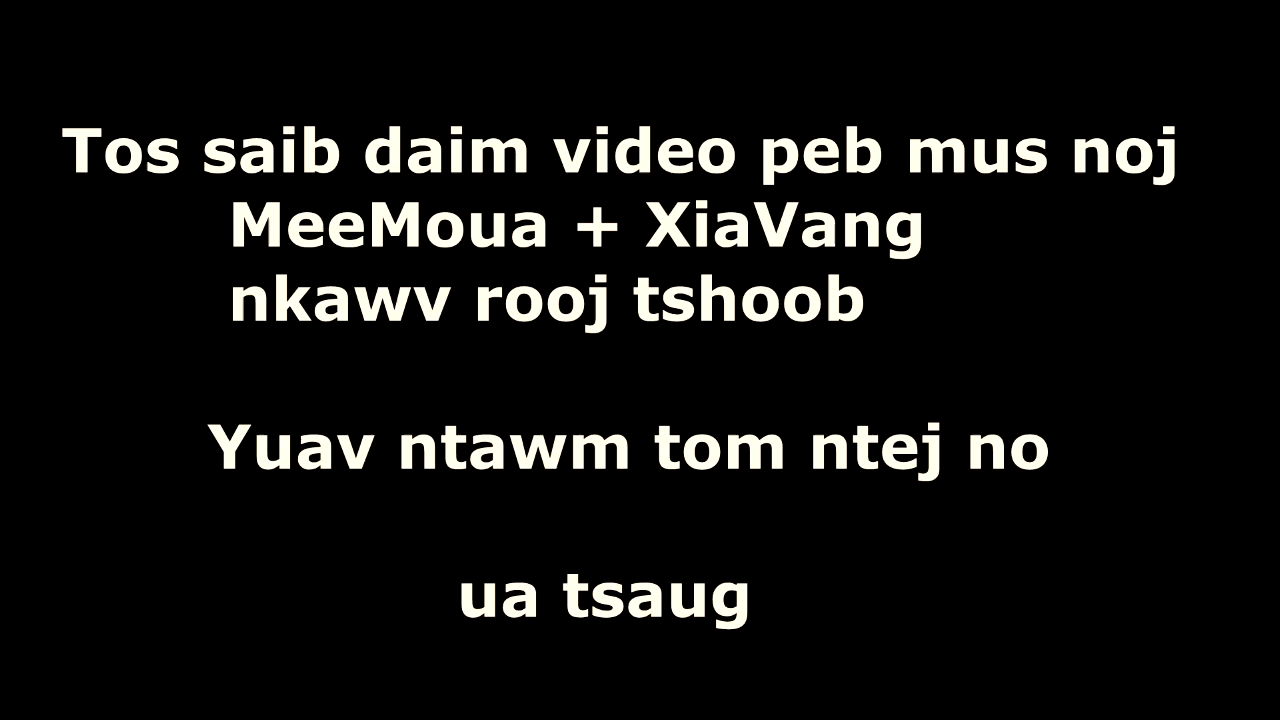 Tos saib daim video peb mus noj
MeeMoua + XiaVang
nkawv rooj tshoob
Yuav ntawm tom ntej no
ua tsaug